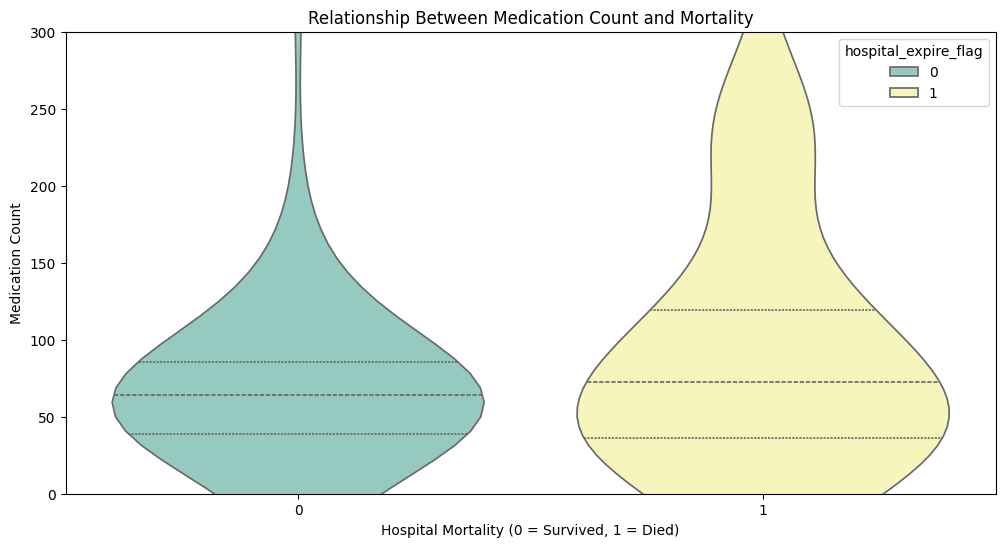 Relationship Between Medication Count and Mortality
hospital_expire_flag
0
1
Medication Count
300
250
200
150
100
50
0
0
1
Hospital Mortality (0 = Survived, 1 = Died)